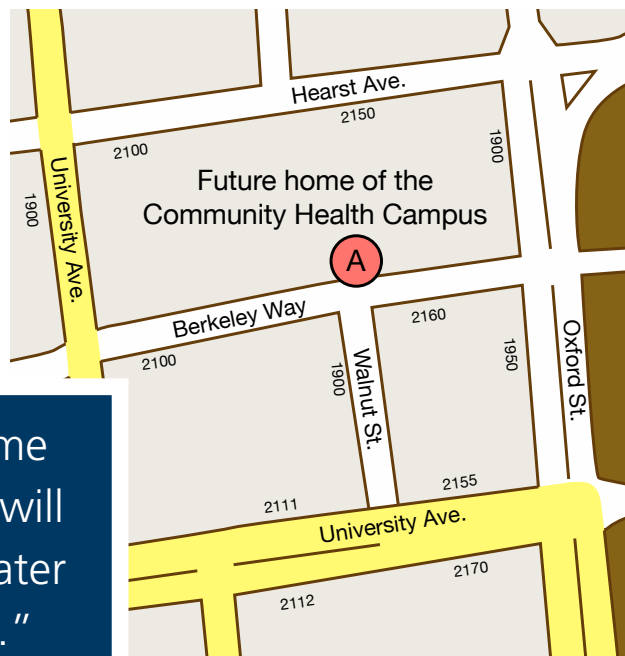 Hearst Ave.
2150
2100
1900
Future home of the
Community Health Campus
1900
University Ave.
A
Berkeley Way
2160
2100
1900
Walnut St.
1950
Oxford St.
me
will
2155
2111
University Ave.
ater
2170
2112
.”